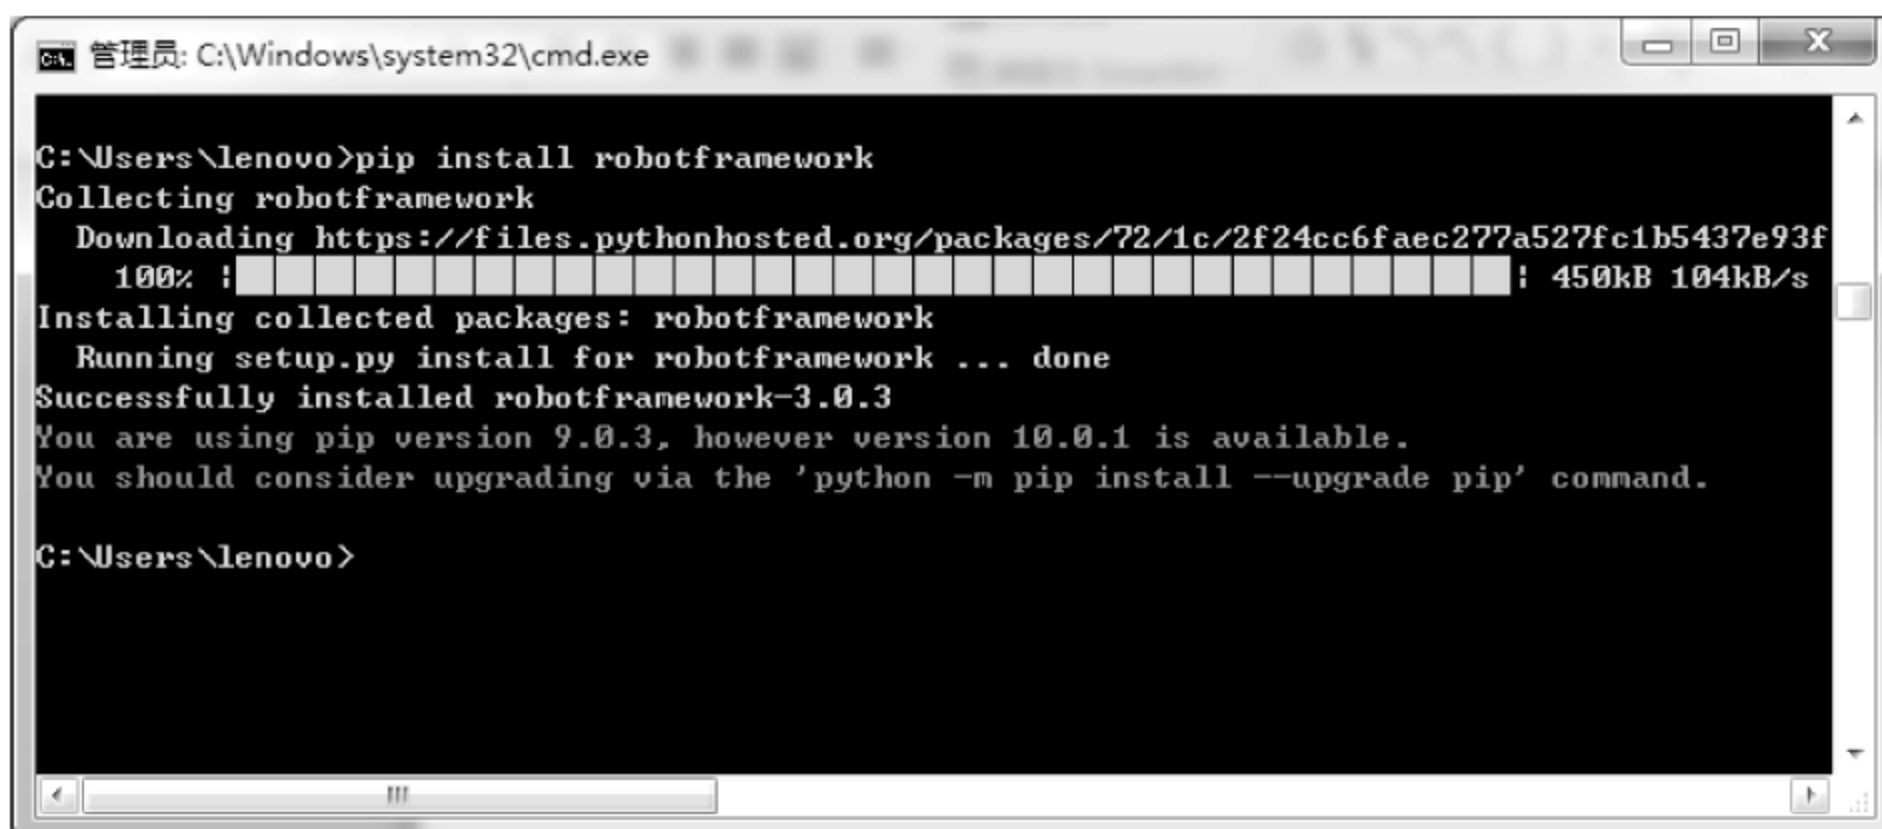 管理员: C:\Windows\system32\cmd.exe
C:\Users\lenovo>pip install robotframework
Collecting robotframework
Downloading https://files.pythonhosted.org/packages/72/1c/2f24cc6faec277a527fc1b5437e93f
100% || 450kB 104kB/s
Installing collected packages: robotframework
Running setup.py install for robotframework ... done
Successfully installed robotframework-3.0.3
You are using pip version 9.0.3, however version 10.0.1 is available.
You should consider upgrading via the 'python -m pip install --upgrade pip' command.
C:\Users\lenovo>